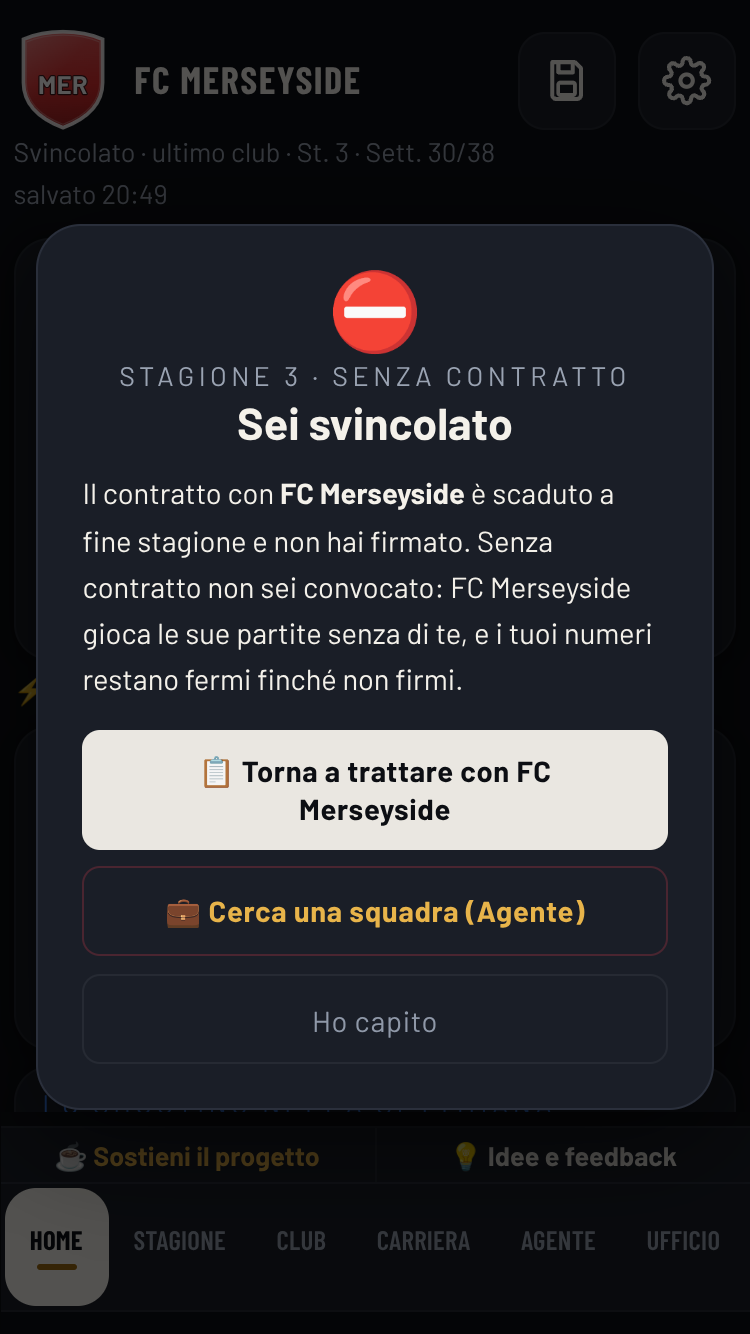 MER
FC MERSEYSIDE
Svincolato · ultimo club · St. 3 · Sett. 30/38
salvato 20:49
STAGIONE 3 · SENZA CONTRATTO
Sei svincolato
Il contratto con FC Merseyside è scaduto a
fine stagione e non hai firmato. Senza
contratto non sei convocato: FC Merseyside
gioca le sue partite senza di te, e i tuoi numeri
restano fermi finché non firmi.
Torna a trattare con FC
Merseyside
Cerca una squadra (Agente)
Ho capito
Sostieni il progetto
Idee e feedback
HOME
STAGIONE
CLUB
CARRIERA
AGENTE
UFFICIO